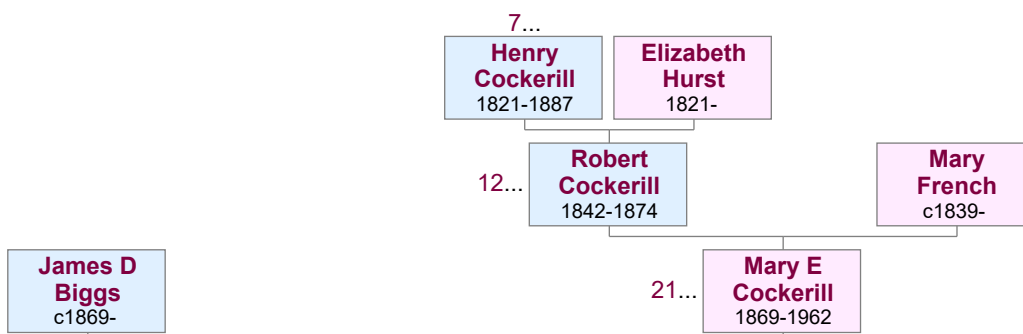 7...
Henry
Cockerill
1821-1887
Elizabeth
Hurst
1821-
12...
Robert
Cockerill
1842-1874
Mary
French
c1839-
James D
Biggs
c1869-
21...
Mary E
Cockerill
1869-1962